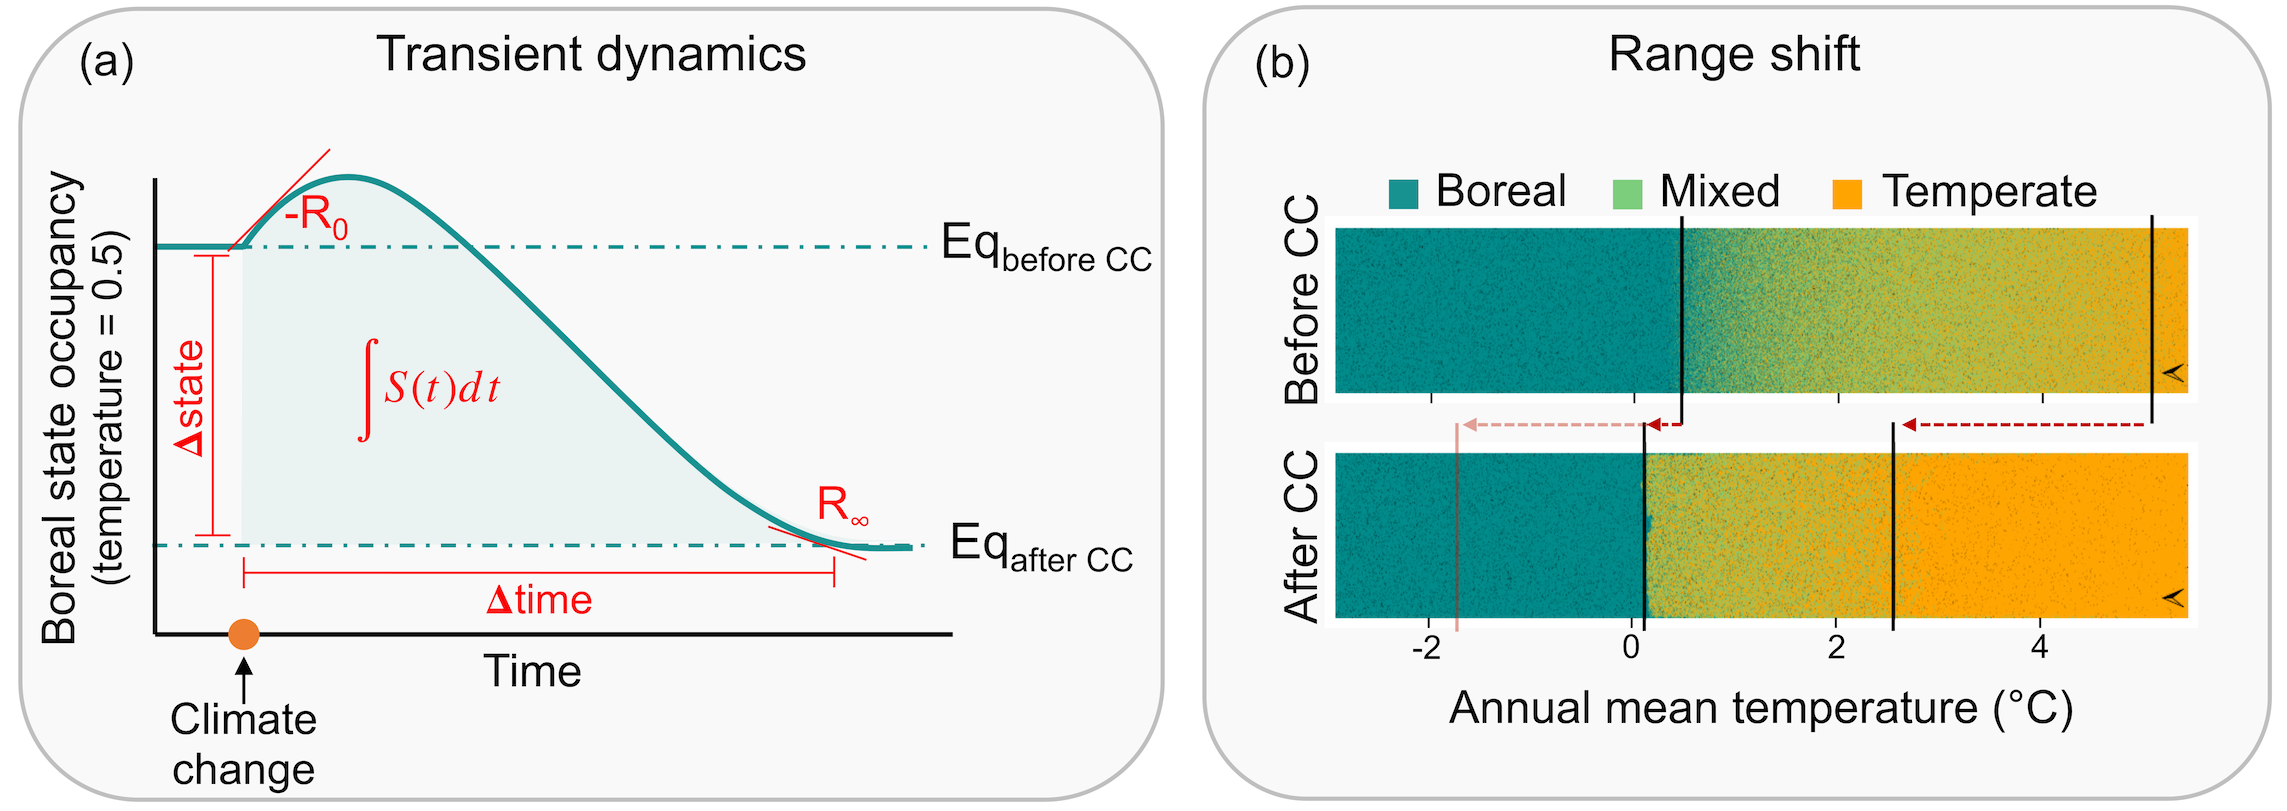 (a)
Transient dynamics
Boreal state occupancy
(temperature = 0.5)
-R0
Eqbefore CC
Δstate
∫S(t)dt
R∞
Eqafter CC
Δtime
Time
Climate
change
(b)
Range shift
Boreal
Mixed
Temperate
Before CC
After CC
-2
0
2
4
Annual mean temperature (°C)